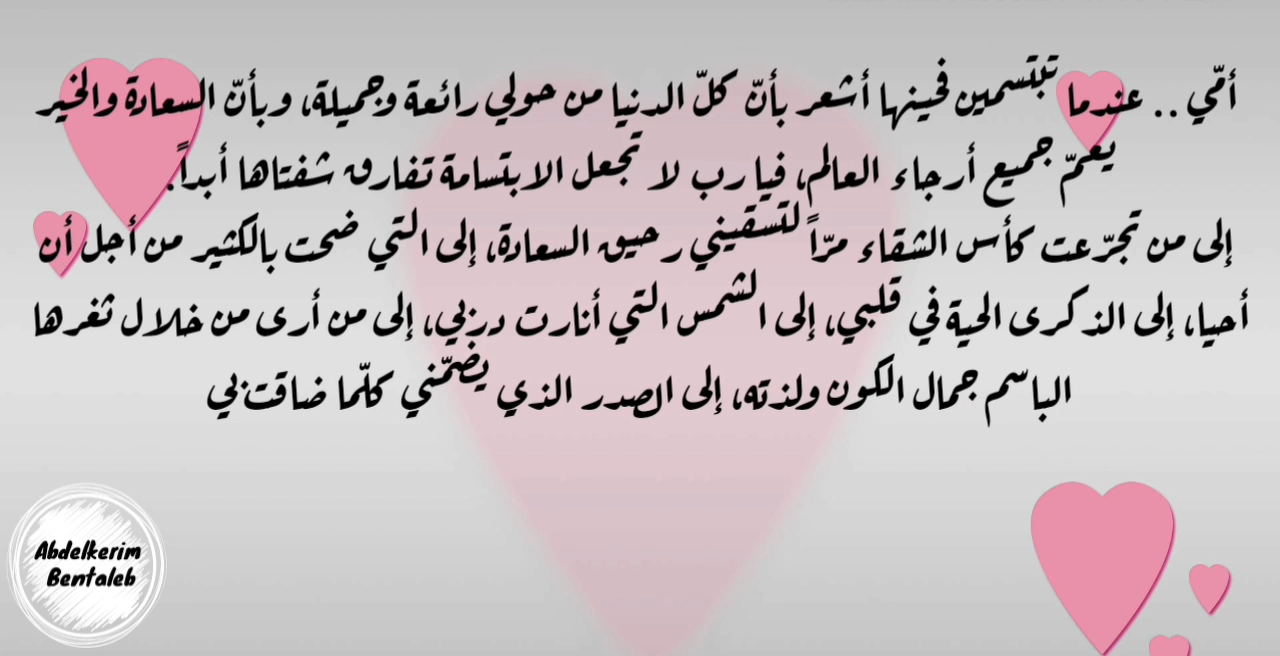 أمّي .. عندما تبتسمين فحينها أشعر بأنّ كلّ الدنيا من حولي رائعة وجميلة، وبأنّ السعادة والخير
يعمّ جميع أرجاء العالم، فيا رب لا تجعل الابتسامة تفارق شفتاها أبداً.
إلى من تجرّعت كأس الشقاء مرّاً لتسقيني رحيق السعادة، إلى التي ضحت بالكثير من أجل أن
أحيا، إلى الذكرى الحية في قلبي، إلى الشمس التي أنارت دربي، إلى من أرى من خلال ثغرها
الباسم جمال الكون ولذته، إلى الصدر الذي يضمّني كلّما ضاقت بي
Abdelkerim
Bentaleb